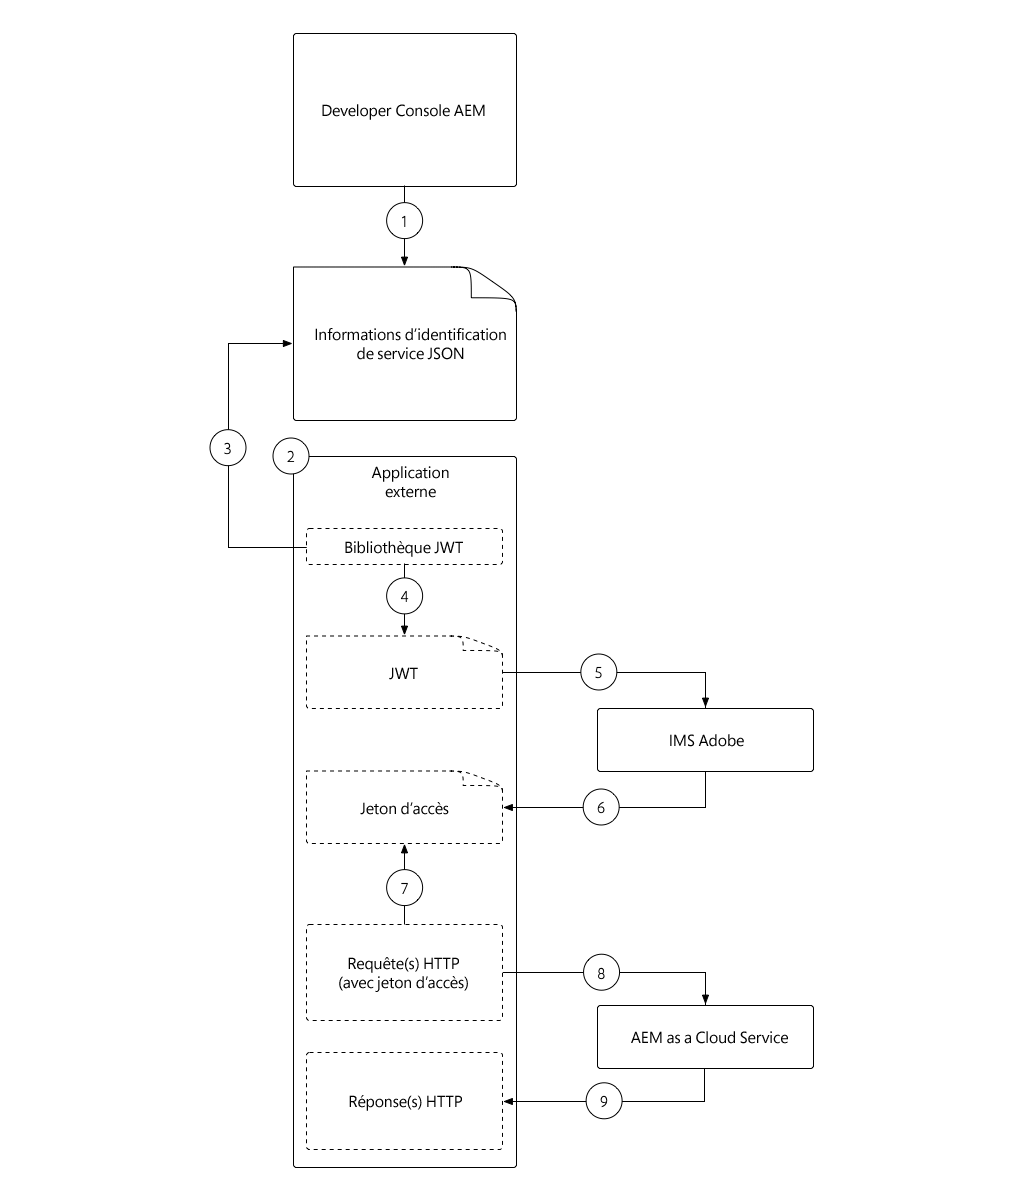 Developer Console AEM
1
Informations d'identification
de service JSON
3
2
Application
externe
Bibliothèque JWT
4
JWT
5
IMS Adobe
6
Jeton d'accès
7
Requête(s) HTTP
(avec jeton d'accès)
8
AEM as a Cloud Service
9
Réponse(s) HTTP